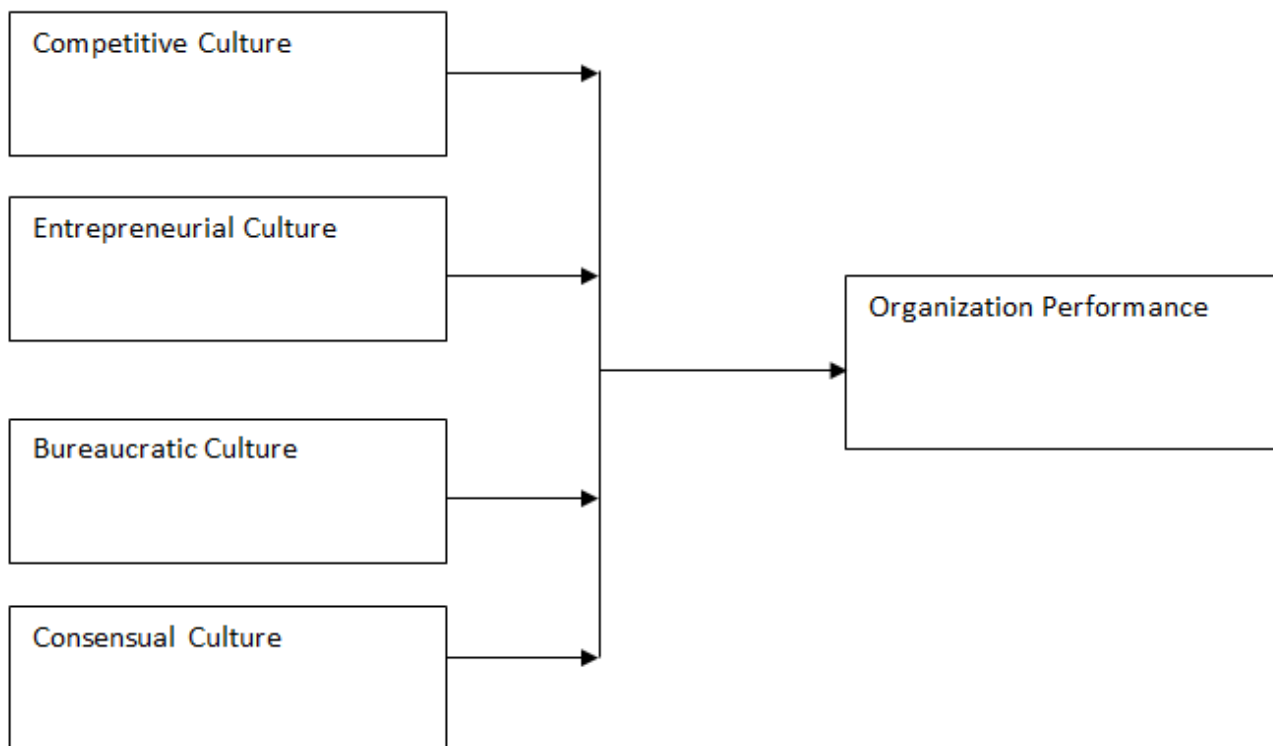 Competitive Culture
Entrepreneurial Culture
Organization Performance
Bureaucratic Culture
Consensual Culture